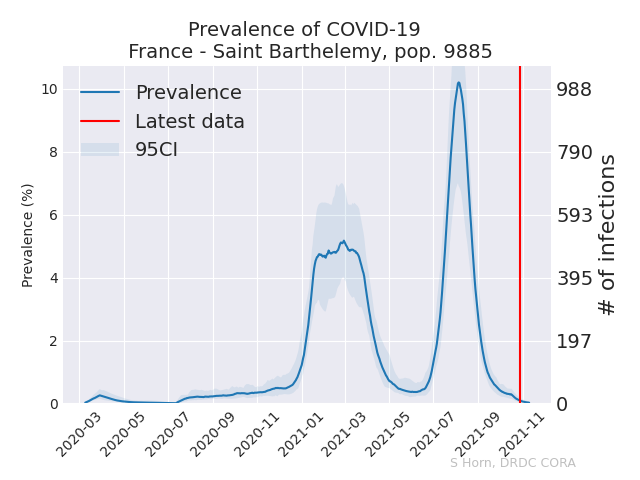 Prevalence of COVID-19
France - Saint Barthelemy, pop. 9885
Prevalence
Latest data
95CI
Prevalence (%)
10
8
6
4
2
0
988
790
593
395
197
0
# of infections
2020-03
2020-05
2020-07
2020-09
2020-11
2021-01
2021-03
2021-05
2021-07
2021-09
2021-11
S Horn, DRDC CORA